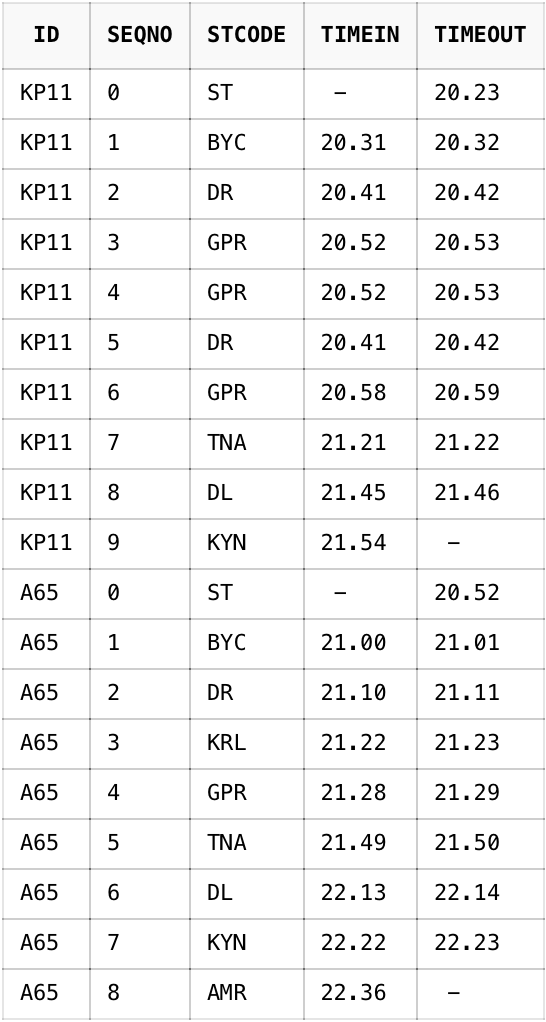 ID SEQNO STCODE TIMEIN TIMEOUT
KP11 0 ST - 20.23
KP11 1 BYC 20.31 20.32
KP11 2 DR 20.41 20.42
KP11 3 GPR 20.52 20.53
KP11 4 GPR 20.52 20.53
KP11 5 DR 20.41 20.42
KP11 6 GPR 20.58 20.59
KP11 7 TNA 21.21 21.22
KP11 8 DL 21.45 21.46
KP11 9 KYN 21.54 -
A65 0 ST - 20.52
A65 1 BYC 21.00 21.01
A65 2 DR 21.10 21.11
A65 3 KRL 21.22 21.23
A65 4 GPR 21.28 21.29
A65 5 TNA 21.49 21.50
A65 6 DL 22.13 22.14
A65 7 KYN 22.22 22.23
A65 8 AMR 22.36 -